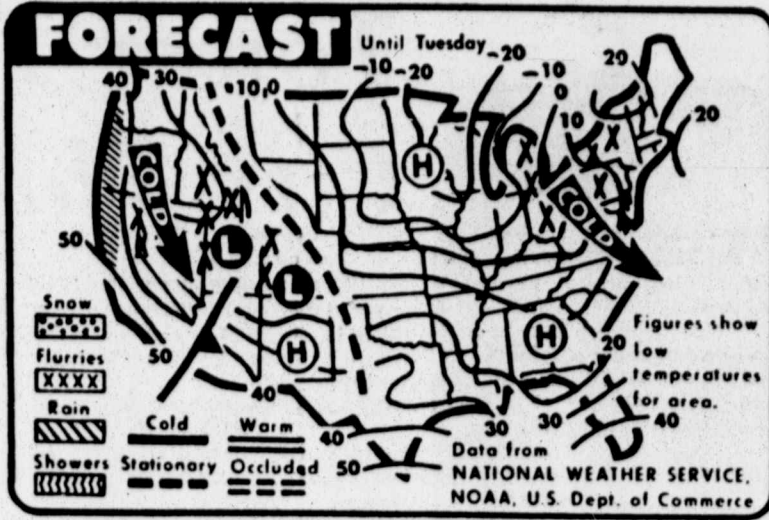 FORECAST
Until Tuesday
40 30 -10 0 -10 -20 -20 -10 0 10 20
20
COLD
H
COLD
50
L
L
H
H
50
40
40
50
30
30
20
40
Snow
Flurries
XXXX
Rain
Showers
Cold
Warm
Stationary
Occluded
Figures show
low
temperatures
for area.
Data from
NATIONAL WEATHER SERVICE,
NOAA, U.S. Dept. of Commerce